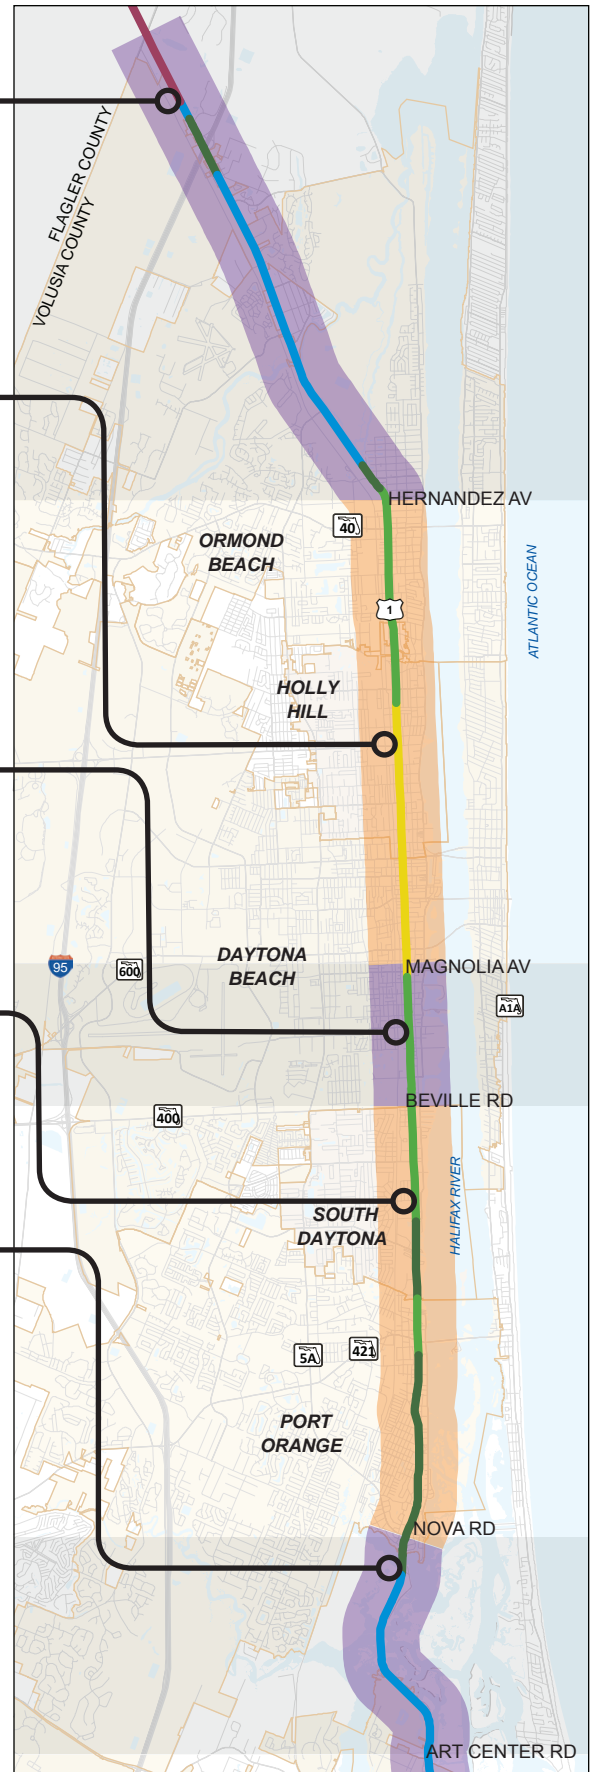 FLAGLER COUNTY
VOLUSIA COUNTY
HERNANDEZ AV
40
ORMOND
BEACH
ATLANTIC OCEAN
1
HOLLY
HILL
DAYTONA
BEACH
MAGNOLIA AV
95
600
A1A
BEVILLE RD
400
HALIFAX RIVER
SOUTH
DAYTONA
5A
421
PORT
ORANGE
NOVA RD
ART CENTER RD